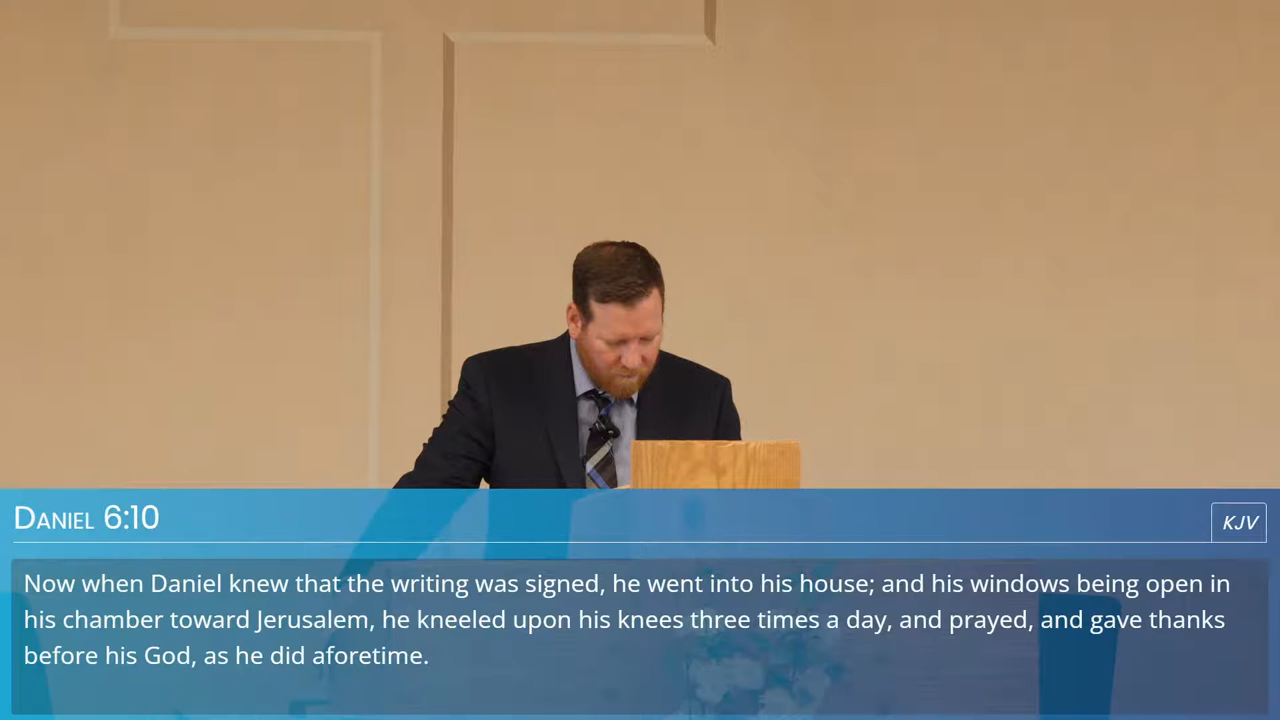 Daniel 6:10
KJV
Now when Daniel knew that the writing was signed, he went into his house; and his windows being open in
his chamber toward Jerusalem, he kneeled upon his knees three times a day, and prayed, and gave thanks
before his God, as he did aforetime.